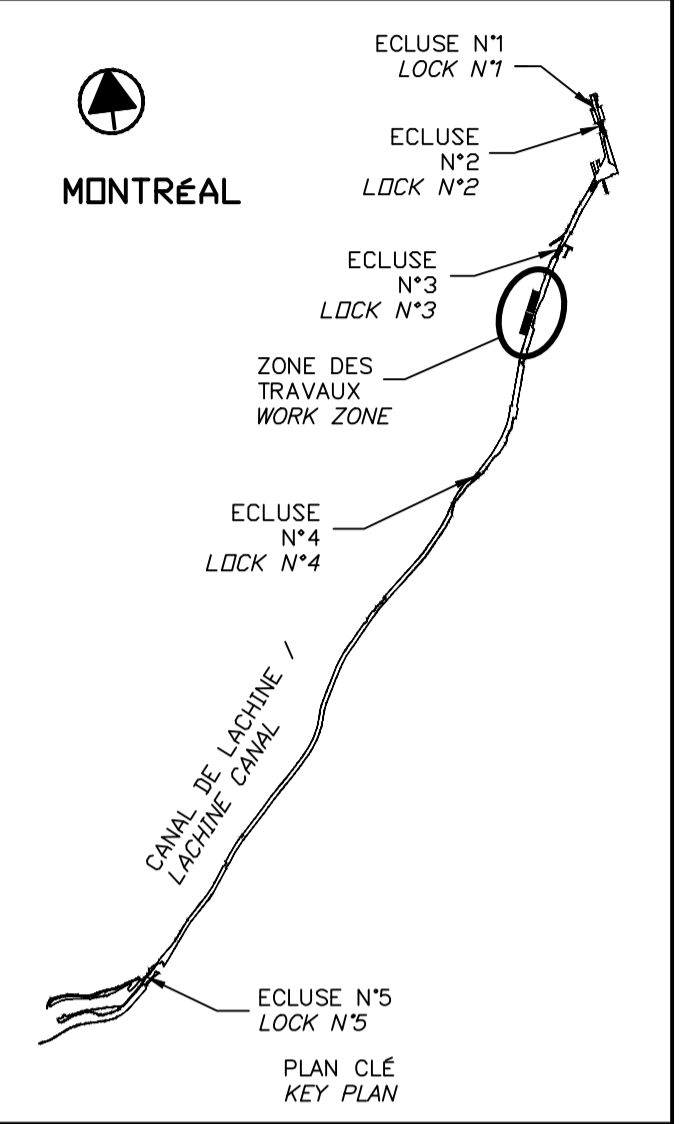 ECLUSE N°1
LOCK N°1
MONTRÉAL
ECLUSE
N°2
LOCK N°2
ECLUSE
N°3
LOCK N°3
ZONE DES
TRAVAUX
WORK ZONE
ECLUSE
N°4
LOCK N°4
CANAL DE LACHINE /
LACHINE CANAL
ECLUSE N°5
LOCK N°5
PLAN CLÉ
KEY PLAN